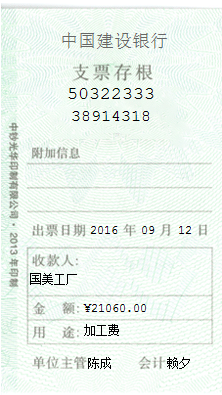 中国建设银行
支票存根
50322333
38914318
附加信息
出票日期 2016 年 09 月 12 日
收款人：
国美工厂
金 额：¥21060.00
用 途：加工费
单位主管陈成 会计赖夕
中钞光华印制有限公司·2013年印制